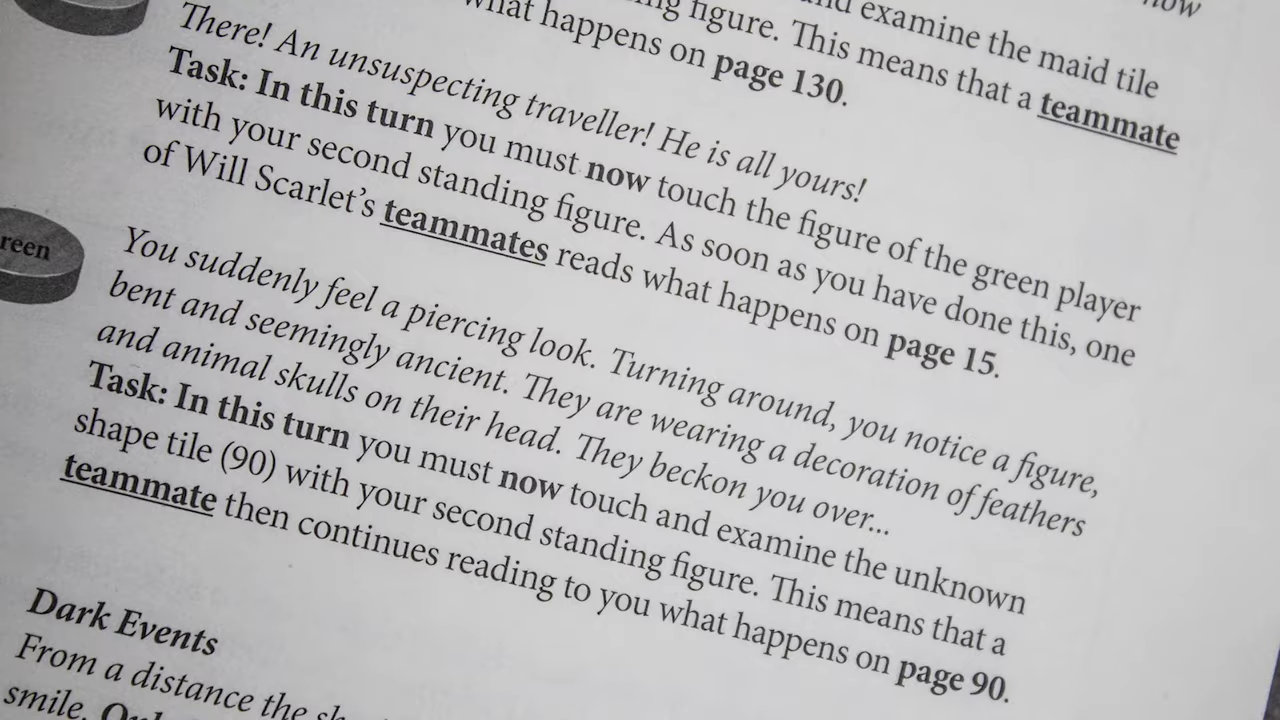 now
and examine the maid tile
figure. This means that a teammate
what happens on page 130.
There! An unsuspecting traveller! He is all yours!
Task: In this turn you must now touch the figure of the green player
with your second standing figure. As soon as you have done this, one
of Will Scarlet's teammates reads what happens on page 15.
reen
You suddenly feel a piercing look. Turning around, you notice a figure,
bent and seemingly ancient. They are wearing a decoration of feathers
and animal skulls on their head. They beckon you over...
Task: In this turn you must now touch and examine the unknown
shape tile (90) with your second standing figure. This means that a
teammate then continues reading to you what happens on page 90.
Dark Events
From a distance the
smile.